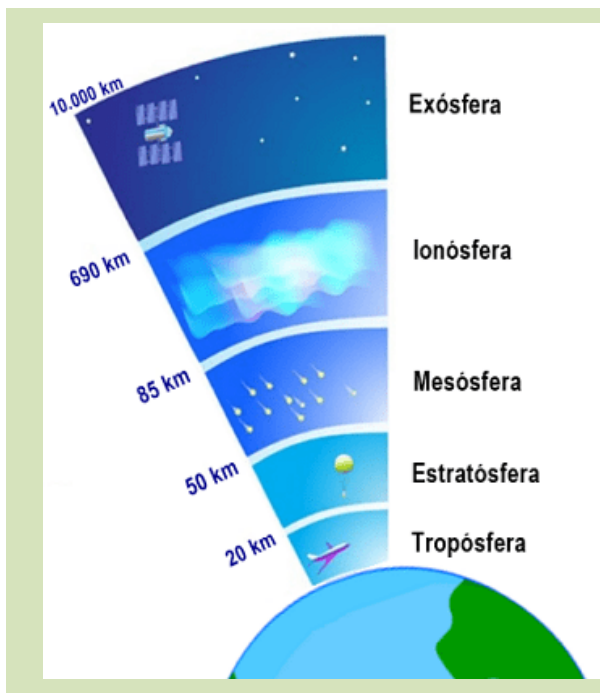 10.000 km
Exósfera
690 km
Ionósfera
85 km
Mesósfera
50 km
Estratósfera
20 km
Tropósfera